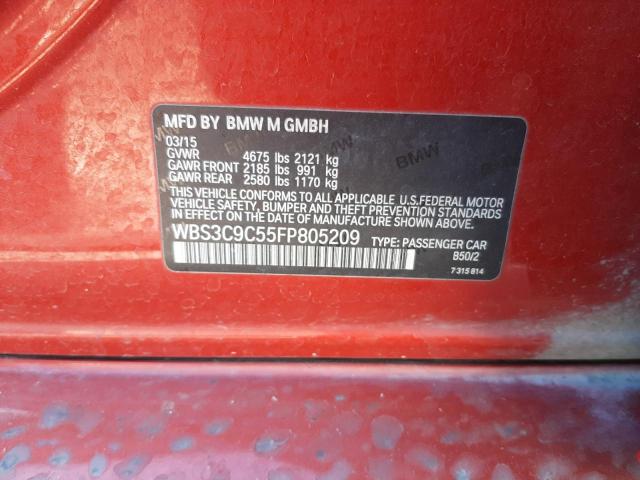 MFD BY BMW M GMBH
03/15
GVWR 4675 lbs 2121 kg
GAWR FRONT 2185 lbs 991 kg
GAWR REAR 2580 lbs 1170 kg
THIS VEHICLE CONFORMS TO ALL APPLICABLE U.S.FEDERAL MOTOR
VEHICLE SAFETY, BUMPER AND THEFT PREVENTION
STANDARDS IN EFFECT ON THE DATE OF MANUFACTURE SHOWN ABOVE.
WBS3C9C55FP805209 TYPE: PASSENGER CAR
B50/2
7 315 814
BMW